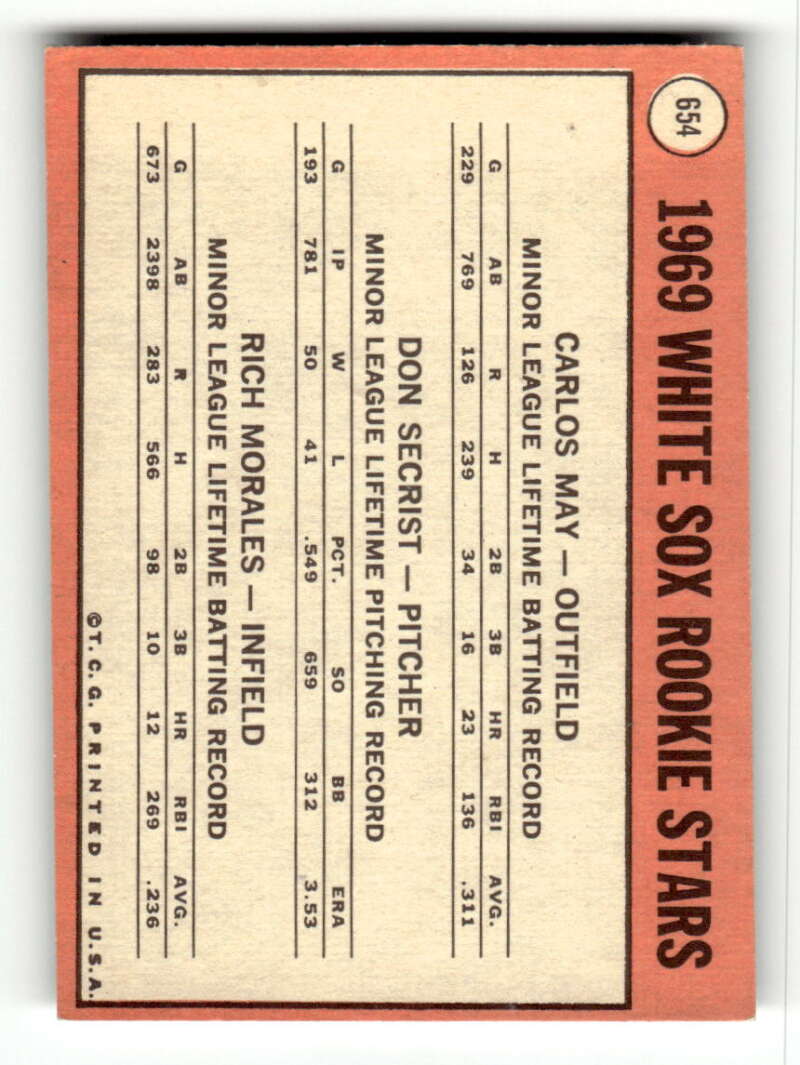 654
1969 WHITE SOX ROOKIE STARS
CARLOS MAY — OUTFIELD
MINOR LEAGUE LIFETIME BATTING RECORD
G AB R H 2B 3B HR RBI AVG.
229 769 126 239 34 16 23 136 .311
DON SECRIST — PITCHER
MINOR LEAGUE LIFETIME PITCHING RECORD
G IP W L PCT. SO BB ERA
193 781 50 41 .549 659 312 3.53
RICH MORALES — INFIELD
MINOR LEAGUE LIFETIME BATTING RECORD
G AB R H 2B 3B HR RBI AVG.
673 2398 283 566 98 10 12 269 .236
©T.C.G. PRINTED IN U.S.A.